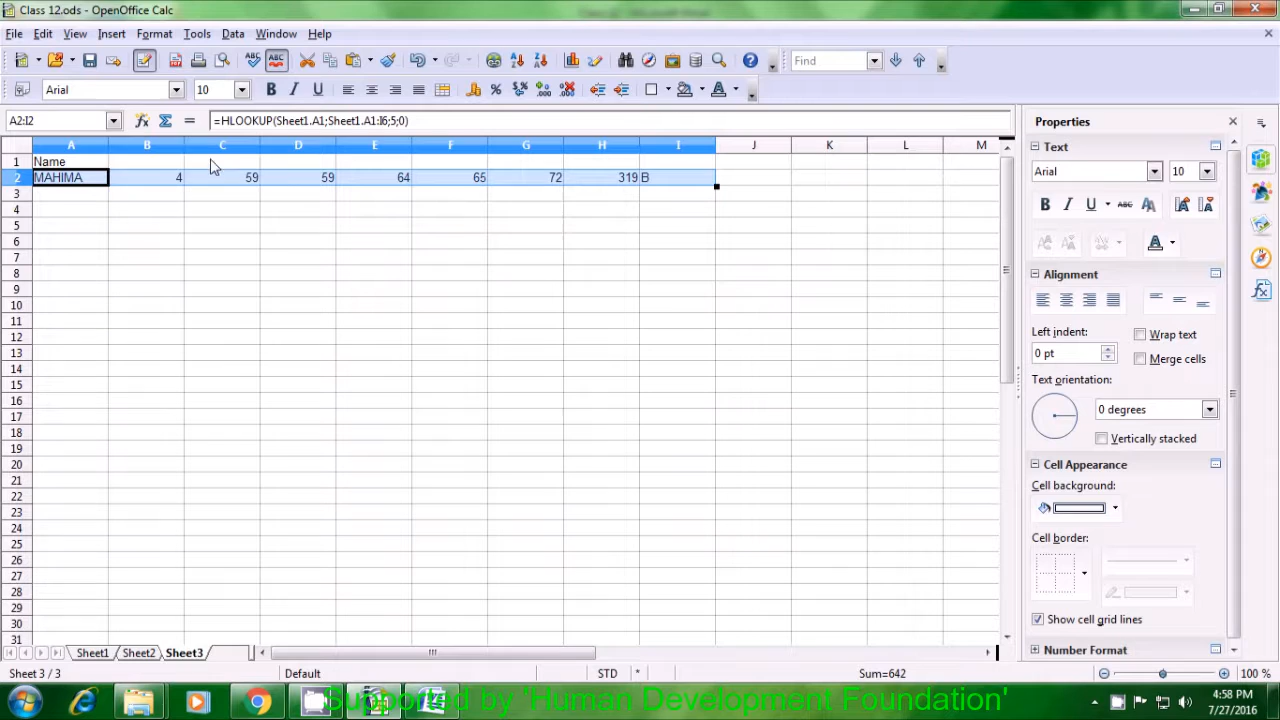 Class 12.ods - OpenOffice Calc
File Edit View Insert Format Tools Data Window Help
Find
Arial 10
A2:I2 =HLOOKUP(Sheet1.A1;Sheet1.A1:I6;5;0)
A B C D E F G H I J K L M
1 Name
2 MAHIMA 4 59 59 64 65 72 319 B
3
4
5
6
7
8
9
10
11
12
13
14
15
16
17
18
19
20
21
22
23
24
25
26
27
28
29
30
31
Properties
Text
Arial 10
Alignment
Left indent: Wrap text
0 pt Merge cells
Text orientation:
0 degrees
Vertically stacked
Cell Appearance
Cell background:
Cell border:
Show cell grid lines
Number Format
Sheet1 Sheet2 Sheet3
Sheet 3 / 3 Default STD * Sum=642 100 %
Supported by 'Human Development Foundation'
4:58 PM
7/27/2016